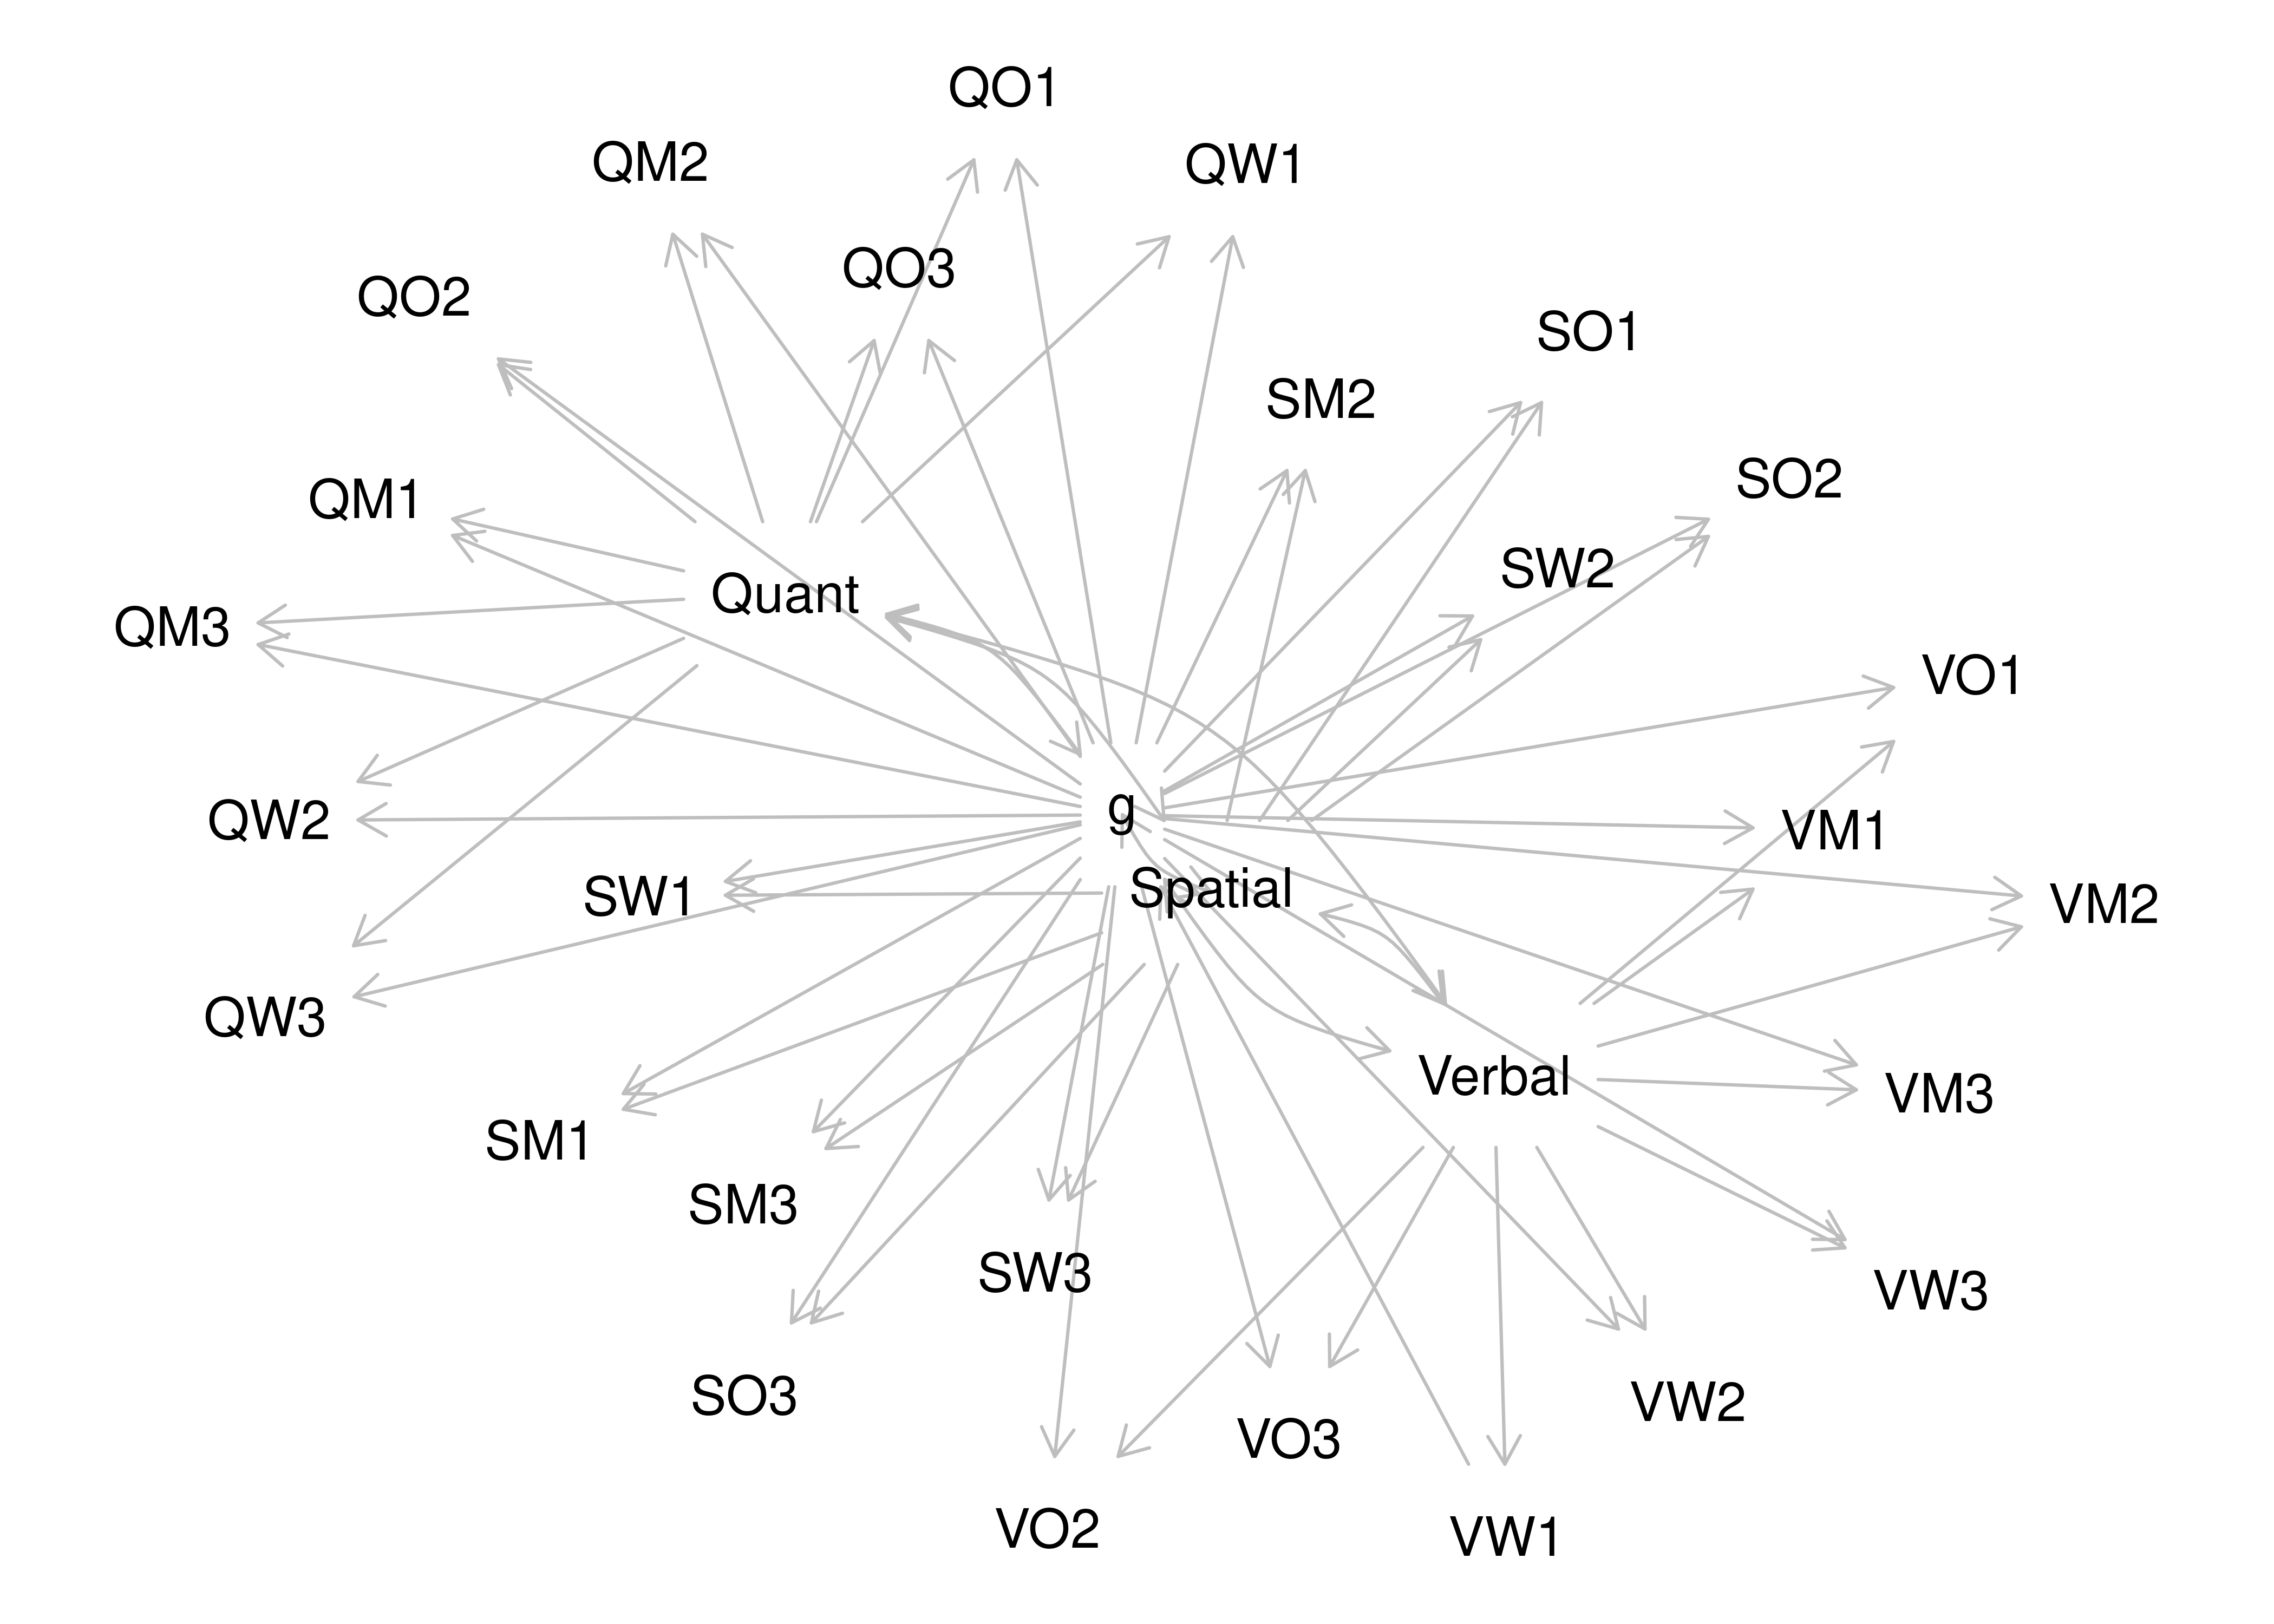 QO1
QM2
QW1
QO3
QO2
SO1
SM2
SO2
QM1
SW2
Quant
QM3
VO1
g
QW2
VM1
Spatial
SW1
VM2
QW3
Verbal
VM3
SM1
SM3
SW3
VW3
SO3
VW2
VO3
VO2
VW1